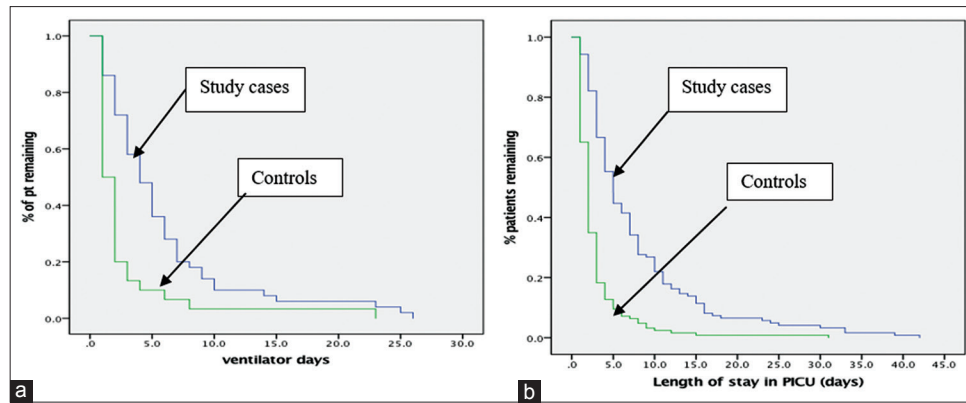 1.0
0.8
0.6
0.4
0.2
0.0
% of pt remaining
Study cases
Controls
.0 5.0 10.0 15.0 20.0 25.0 30.0
ventilator days
a
1.0
0.8
0.6
0.4
0.2
0.0
% patients remaining
Study cases
Controls
.0 5.0 10.0 15.0 20.0 25.0 30.0 35.0 40.0 45.0
Length of stay in PICU (days)
b